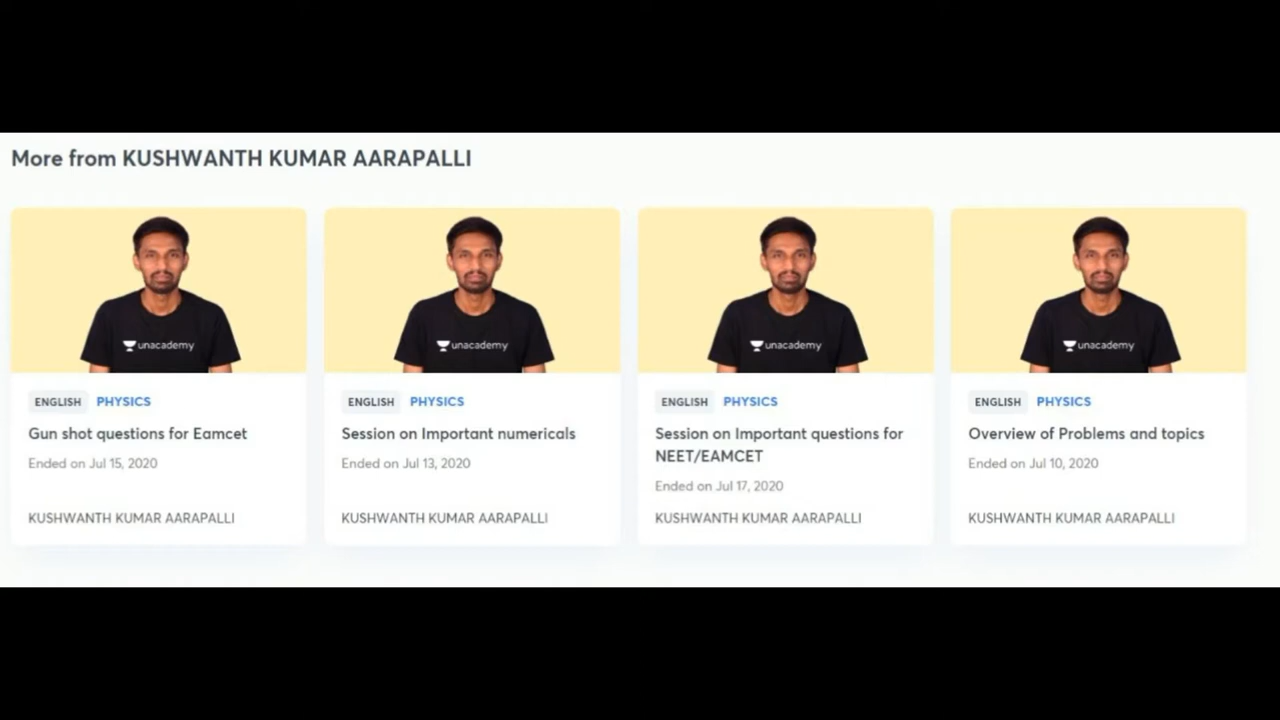 More from KUSHWANTH KUMAR AARAPALLI
unacademy
ENGLISH PHYSICS
Gun shot questions for Eamcet
Ended on Jul 15, 2020
KUSHWANTH KUMAR AARAPALLI
unacademy
ENGLISH PHYSICS
Session on Important numericals
Ended on Jul 13, 2020
KUSHWANTH KUMAR AARAPALLI
unacademy
ENGLISH PHYSICS
Session on Important questions for
NEET/EAMCET
Ended on Jul 17, 2020
KUSHWANTH KUMAR AARAPALLI
unacademy
ENGLISH PHYSICS
Overview of Problems and topics
Ended on Jul 10, 2020
KUSHWANTH KUMAR AARAPALLI